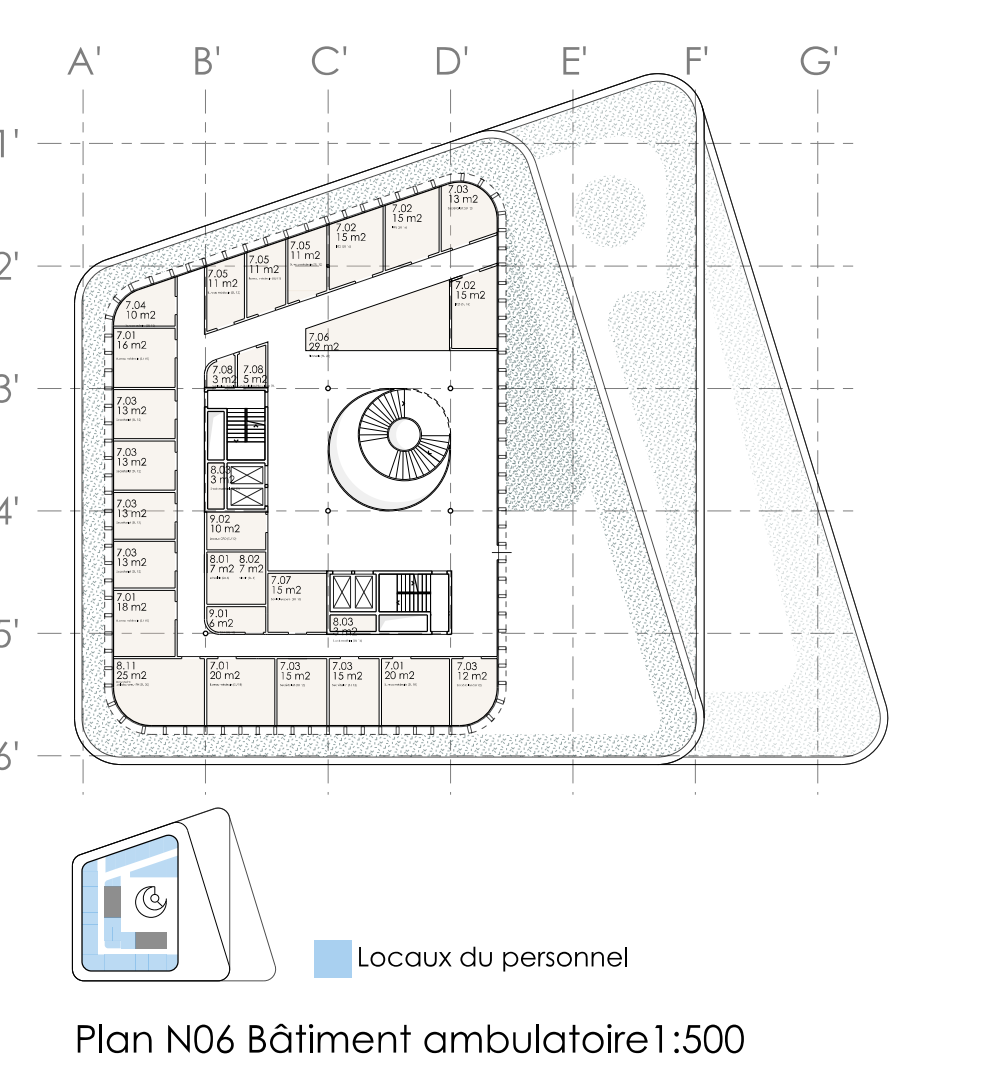 A' B' C' D' E' F' G'
1'
7.03
13 m2
7.02
15 m2
7.02
15 m2
7.05
11 m2
7.05
11 m2
7.05
11 m2
2'
7.02
15 m2
7.04
10 m2
7.01
16 m2
7.06
29 m2
7.08
3 m2
7.08
5 m2
3'
7.03
13 m2
7.03
13 m2
8.03
3 m2
7.03
13 m2
4'
9.02
10 m2
7.03
13 m2
8.01 8.02
7 m2 7 m2
7.07
15 m2
7.01
18 m2
9.01
6 m2
8.03
3 m2
5'
8.11
25 m2
7.01
20 m2
7.03
15 m2
7.03
15 m2
7.01
20 m2
7.03
12 m2
6'
Locaux du personnel
Plan N06 Bâtiment ambulatoire1:500